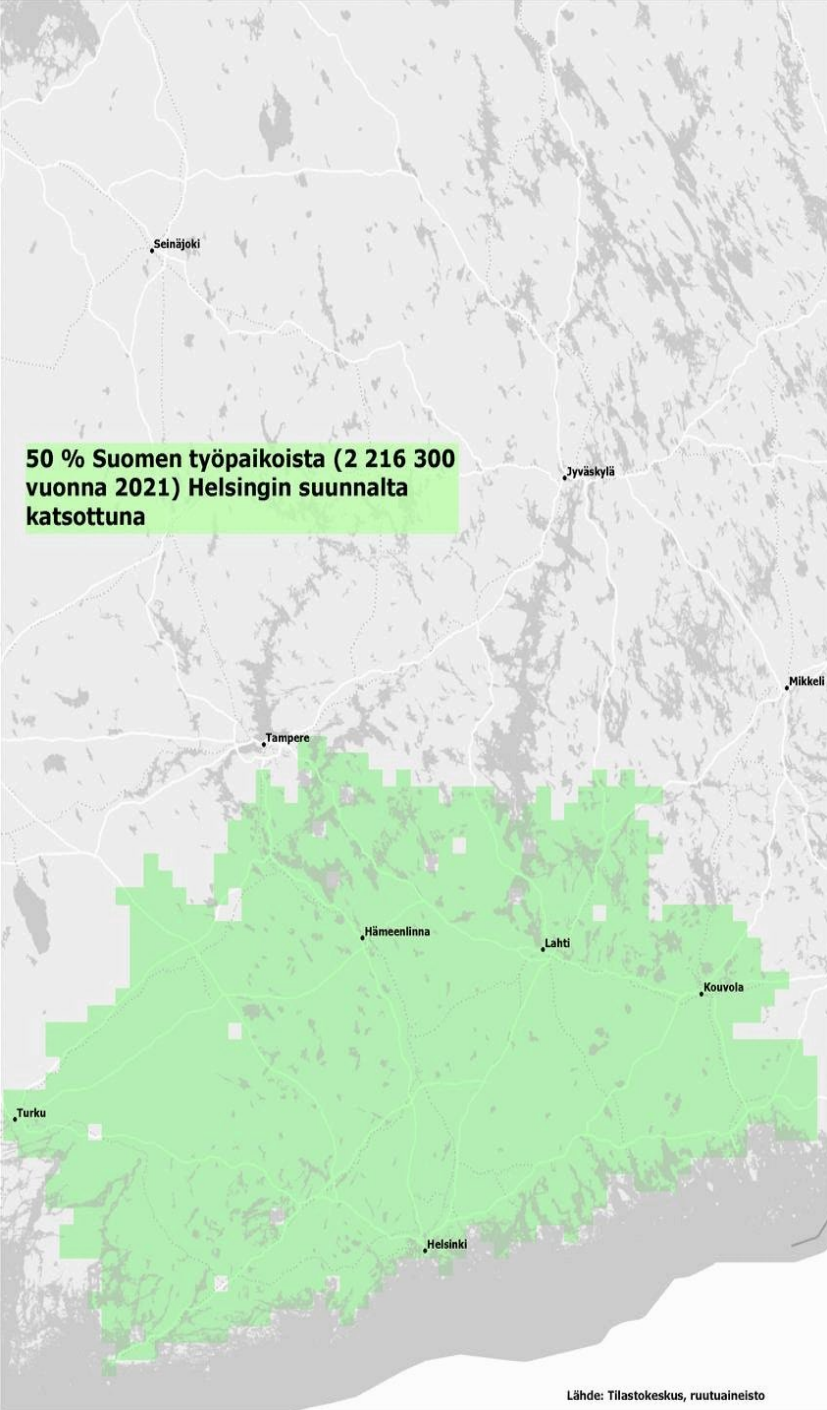 Seinäjoki
50 % Suomen työpaikoista (2 216 300
vuonna 2021) Helsingin suunnalta
katsottuna
Jyväskylä
Mikkeli
Tampere
Hämeenlinna
Lahti
Kouvola
Turku
Helsinki
Lähde: Tilastokeskus, ruutuaineisto